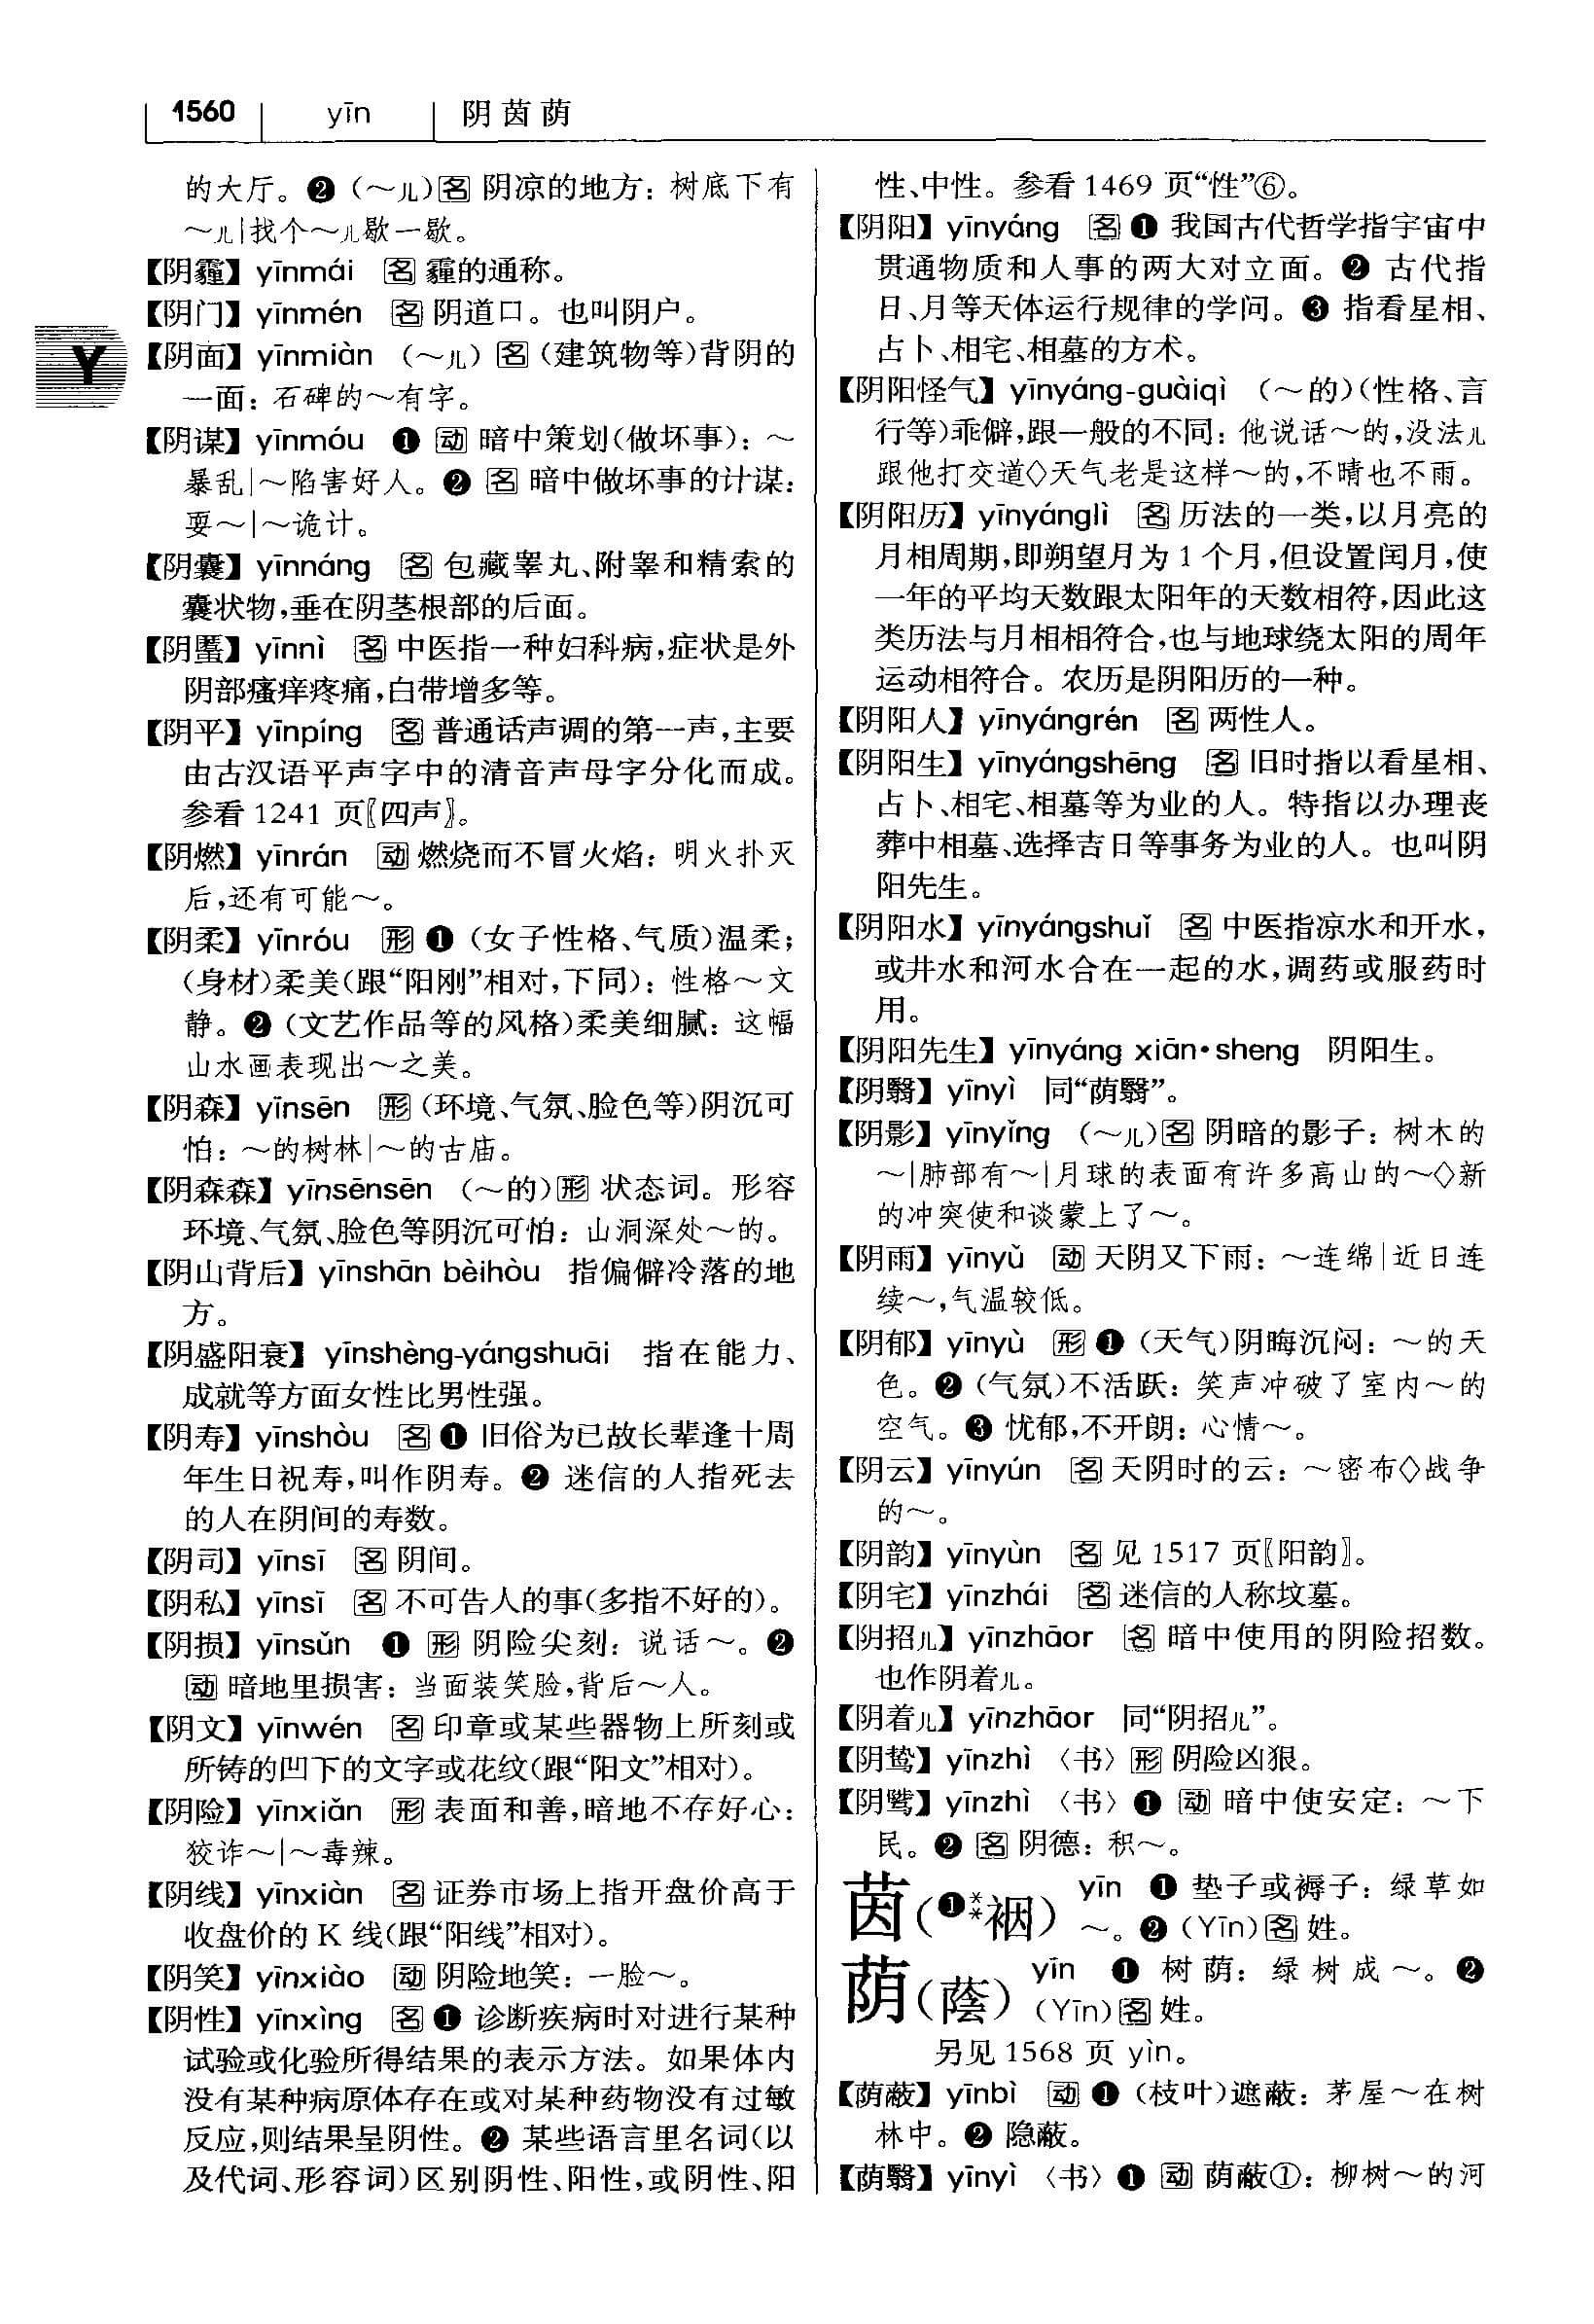 1560 yīn 阴茵荫
的大厅。❷（～儿）名 阴凉的地方：树底下有
～儿|找个～儿歇一歇。
【阴霾】yīnmái 名 霾的通称。
【阴门】yīnmén 名 阴道口。也叫阴户。
Y
【阴面】yīnmiàn （～儿）名（建筑物等）背阴的
一面：石碑的～有字。
【阴谋】yīnmóu ❶ 动 暗中策划（做坏事）：～
暴乱|～陷害好人。❷ 名 暗中做坏事的计谋：
耍～|～诡计。
【阴囊】yīnnáng 名 包藏睾丸、附睾和精索的
囊状物，垂在阴茎根部的后面。
【阴䘌】yīnnì 名 中医指一种妇科病，症状是外
阴部瘙痒疼痛，白带增多等。
【阴平】yīnpíng 名 普通话声调的第一声，主要
由古汉语平声字中的清音声母字分化而成。
参看 1241 页〖四声〗。
【阴燃】yīnrán 动 燃烧而不冒火焰：明火扑灭
后，还有可能～。
【阴柔】yīnróu 形 ❶（女子性格、气质）温柔；
（身材）柔美（跟“阳刚”相对，下同）：性格～文
静。❷（文艺作品等的风格）柔美细腻：这幅
山水画表现出～之美。
【阴森】yīnsēn 形（环境、气氛、脸色等）阴沉可
怕：～的树林|～的古庙。
【阴森森】yīnsēnsēn （～的）形 状态词。形容
环境、气氛、脸色等阴沉可怕：山洞深处～的。
【阴山背后】yīnshān bèihòu 指偏僻冷落的地
方。
【阴盛阳衰】yīnshèng-yángshuāi 指在能力、
成就等方面女性比男性强。
【阴寿】yīnshòu 名 ❶ 旧俗为已故长辈逢十周
年生日祝寿，叫作阴寿。❷ 迷信的人指死去
的人在阴间的寿数。
【阴司】yīnsī 名 阴间。
【阴私】yīnsī 名 不可告人的事（多指不好的）。
【阴损】yīnsǔn ❶ 形 阴险尖刻：说话～。❷
动 暗地里损害：当面装笑脸，背后～人。
【阴文】yīnwén 名 印章或某些器物上所刻或
所铸的凹下的文字或花纹（跟“阳文”相对）。
【阴险】yīnxiǎn 形 表面和善，暗地不存好心：
狡诈～|～毒辣。
【阴线】yīnxiàn 名 证券市场上指开盘价高于
收盘价的 K 线（跟“阳线”相对）。
【阴笑】yīnxiào 动 阴险地笑：一脸～。
【阴性】yīnxìng 名 ❶ 诊断疾病时对进行某种
试验或化验所得结果的表示方法。如果体内
没有某种病原体存在或对某种药物没有过敏
反应，则结果呈阴性。❷ 某些语言里名词（以
及代词、形容词）区别阴性、阳性，或阴性、阳
性、中性。参看 1469 页“性”⑥。
【阴阳】yīnyáng 名 ❶ 我国古代哲学指宇宙中
贯通物质和人事的两大对立面。❷ 古代指
日、月等天体运行规律的学问。❸ 指看星相、
占卜、相宅、相墓的方术。
【阴阳怪气】yīnyáng-guàiqì （～的）（性格、言
行等）乖僻，跟一般的不同：他说话～的，没法儿
跟他打交道◇天气老是这样～的，不晴也不雨。
【阴阳历】yīnyánglì 名 历法的一类，以月亮的
月相周期，即朔望月为 1 个月，但设置闰月，使
一年的平均天数跟太阳年的天数相符，因此这
类历法与月相相符合，也与地球绕太阳的周年
运动相符合。农历是阴阳历的一种。
【阴阳人】yīnyángrén 名 两性人。
【阴阳生】yīnyángshēng 名 旧时指以看星相、
占卜、相宅、相墓等为业的人。特指以办理丧
葬中相墓、选择吉日等事务为业的人。也叫阴
阳先生。
【阴阳水】yīnyángshuǐ 名 中医指凉水和开水，
或井水和河水合在一起的水，调药或服药时
用。
【阴阳先生】yīnyáng xiān·sheng 阴阳生。
【阴翳】yīnyì 同“荫翳”。
【阴影】yīnyǐng （～儿）名 阴暗的影子：树木的
～|肺部有～|月球的表面有许多高山的～◇新
的冲突使和谈蒙上了～。
【阴雨】yīnyǔ 动 天阴又下雨：～连绵|近日连
续～，气温较低。
【阴郁】yīnyù 形 ❶（天气）阴晦沉闷：～的天
色。❷（气氛）不活跃：笑声冲破了室内～的
空气。❸ 忧郁，不开朗：心情～。
【阴云】yīnyún 名 天阴时的云：～密布◇战争
的～。
【阴韵】yīnyùn 名 见 1517 页〖阳韵〗。
【阴宅】yīnzhái 名 迷信的人称坟墓。
【阴招儿】yīnzhāor 名 暗中使用的阴险招数。
也作阴着儿。
【阴着儿】yīnzhāor 同“阴招儿”。
【阴鸷】yīnzhì 〈书〉形 阴险凶狠。
【阴骘】yīnzhì 〈书〉❶ 动 暗中使安定：～下
民。❷ 名 阴德：积～。
茵（❶**裀） yīn ❶ 垫子或褥子：绿草如
～。❷（Yīn）名 姓。
荫（蔭） yīn ❶ 树荫：绿树成～。❷
（Yīn）名 姓。
另见 1568 页 yìn。
【荫蔽】yīnbì 动 ❶（枝叶）遮蔽：茅屋～在树
林中。❷ 隐蔽。
【荫翳】yīnyì 〈书〉❶ 动 荫蔽①：柳树～的河